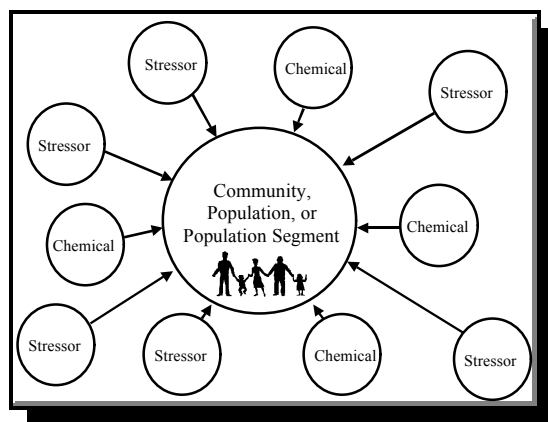 Stressor
Chemical
Stressor
Stressor
Community,
Population, or
Population Segment
Chemical
Chemical
Stressor
Stressor
Chemical
Stressor